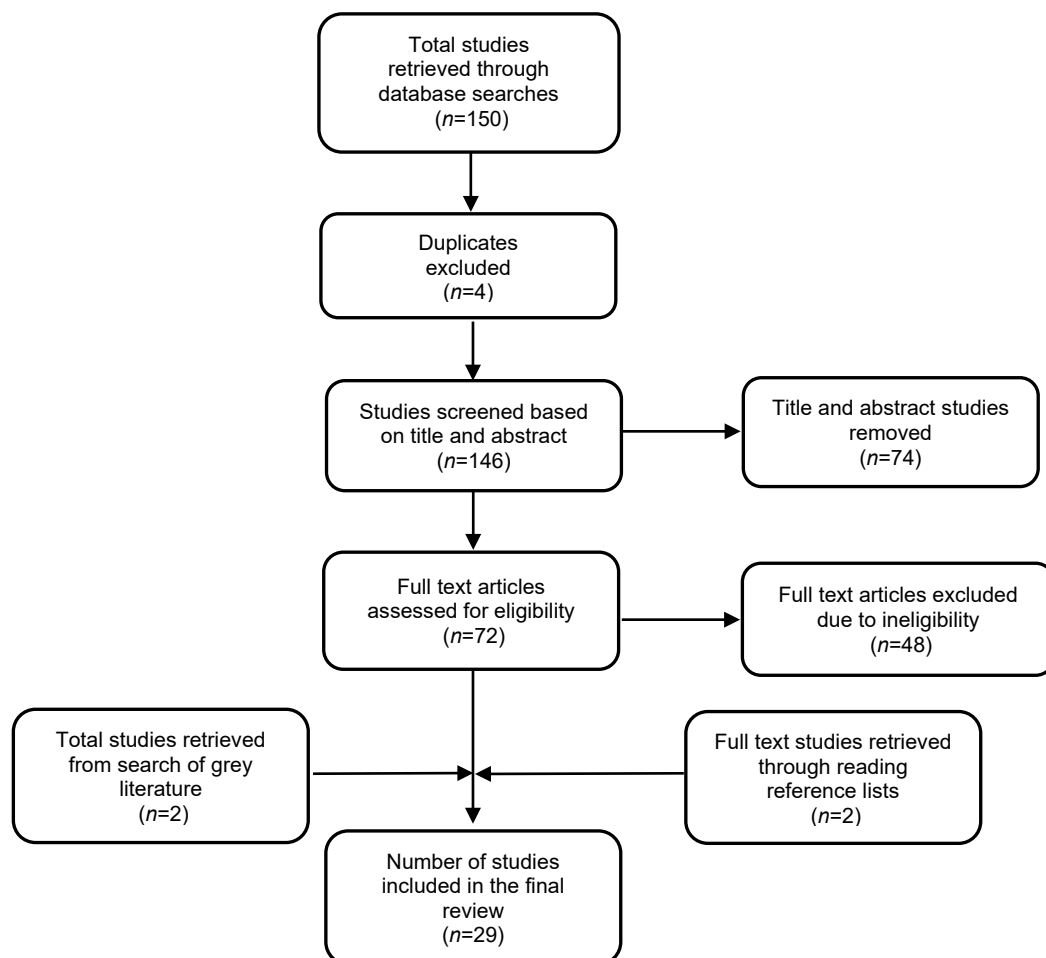 Total studies
retrieved through
database searches
(n=150)
Duplicates
excluded
(n=4)
Studies screened based
on title and abstract
(n=146)
Title and abstract studies
removed
(n=74)
Full text articles
assessed for eligibility
(n=72)
Full text articles excluded
due to ineligibility
(n=48)
Total studies retrieved
from search of grey
literature
(n=2)
Full text studies retrieved
through reading
reference lists
(n=2)
Number of studies
included in the final
review
(n=29)